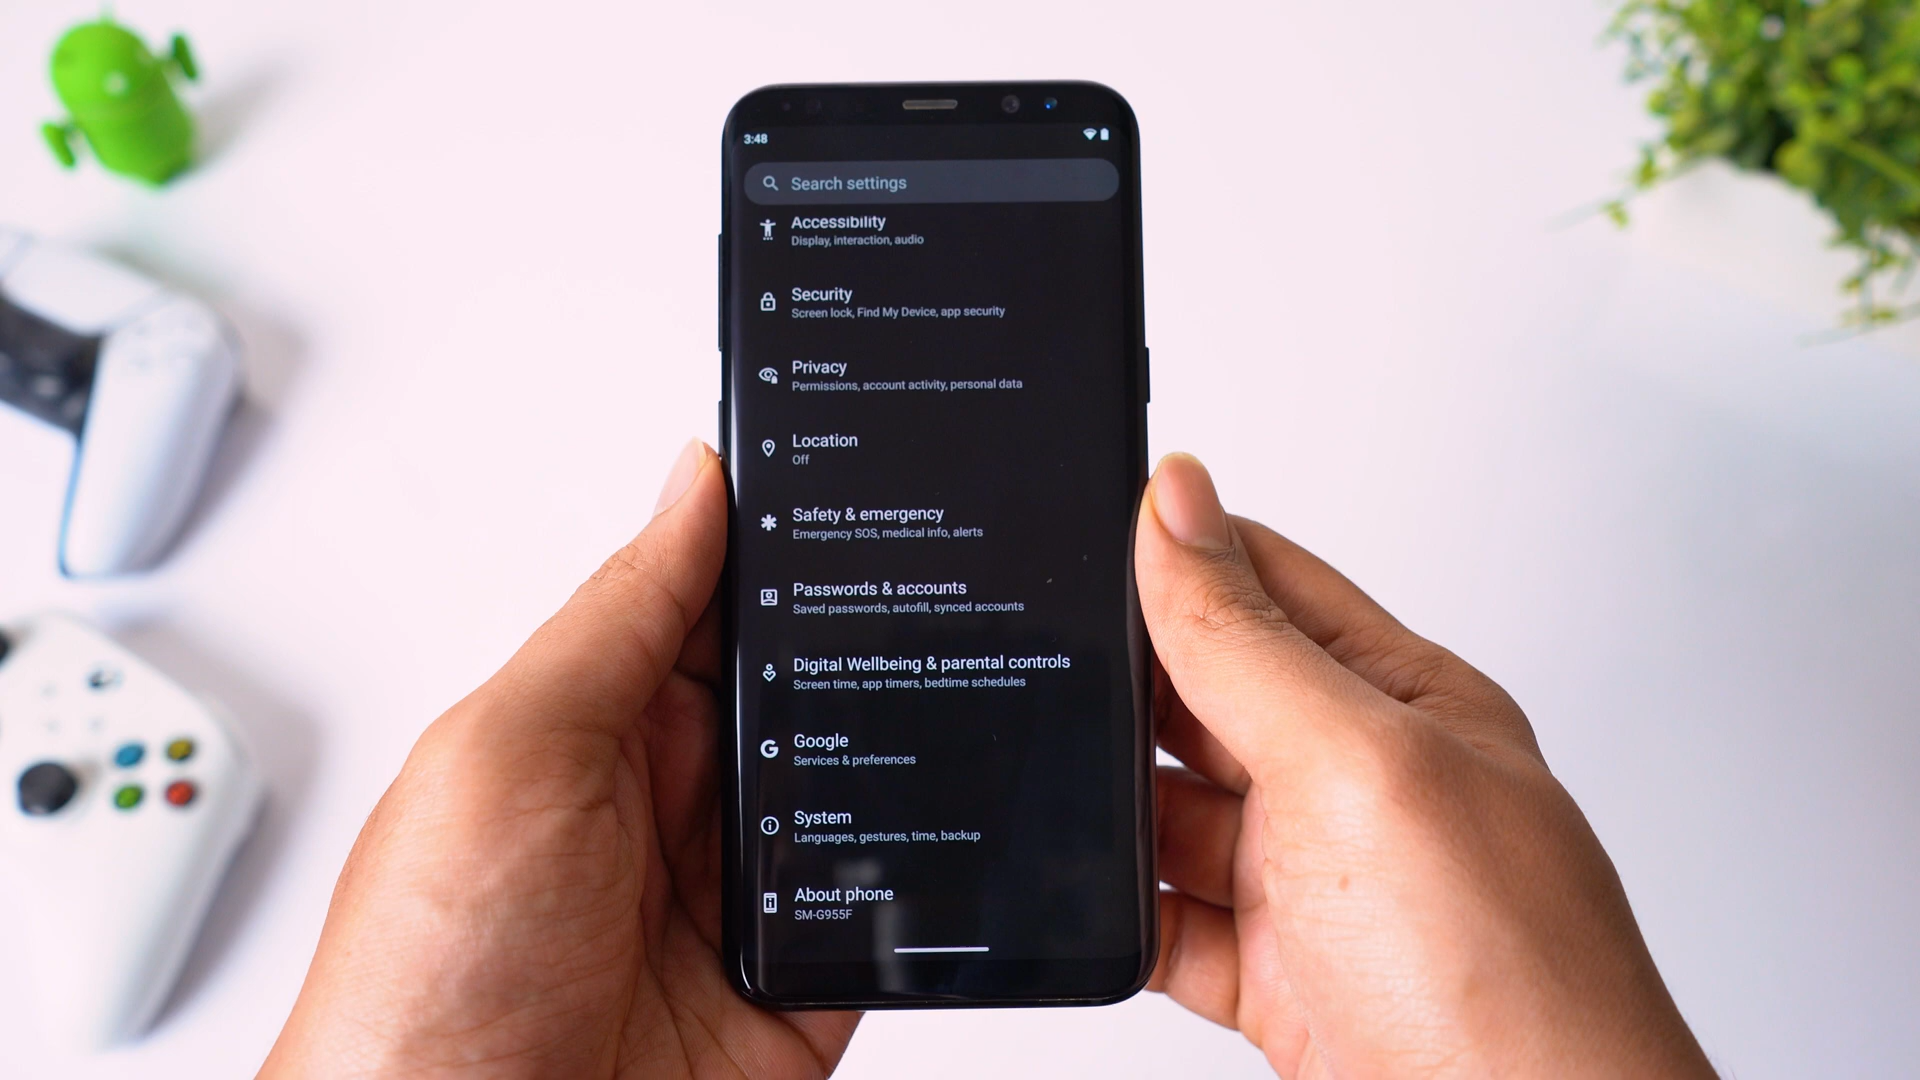 3:48
Search settings
Accessibility
Display, interaction, audio
Security
Screen lock, Find My Device, app security
Privacy
Permissions, account activity, personal data
Location
Off
Safety & emergency
Emergency SOS, medical info, alerts
Passwords & accounts
Saved passwords, autofill, synced accounts
Digital Wellbeing & parental controls
Screen time, app timers, bedtime schedules
Google
Services & preferences
System
Languages, gestures, time, backup
About phone
SM-G955F